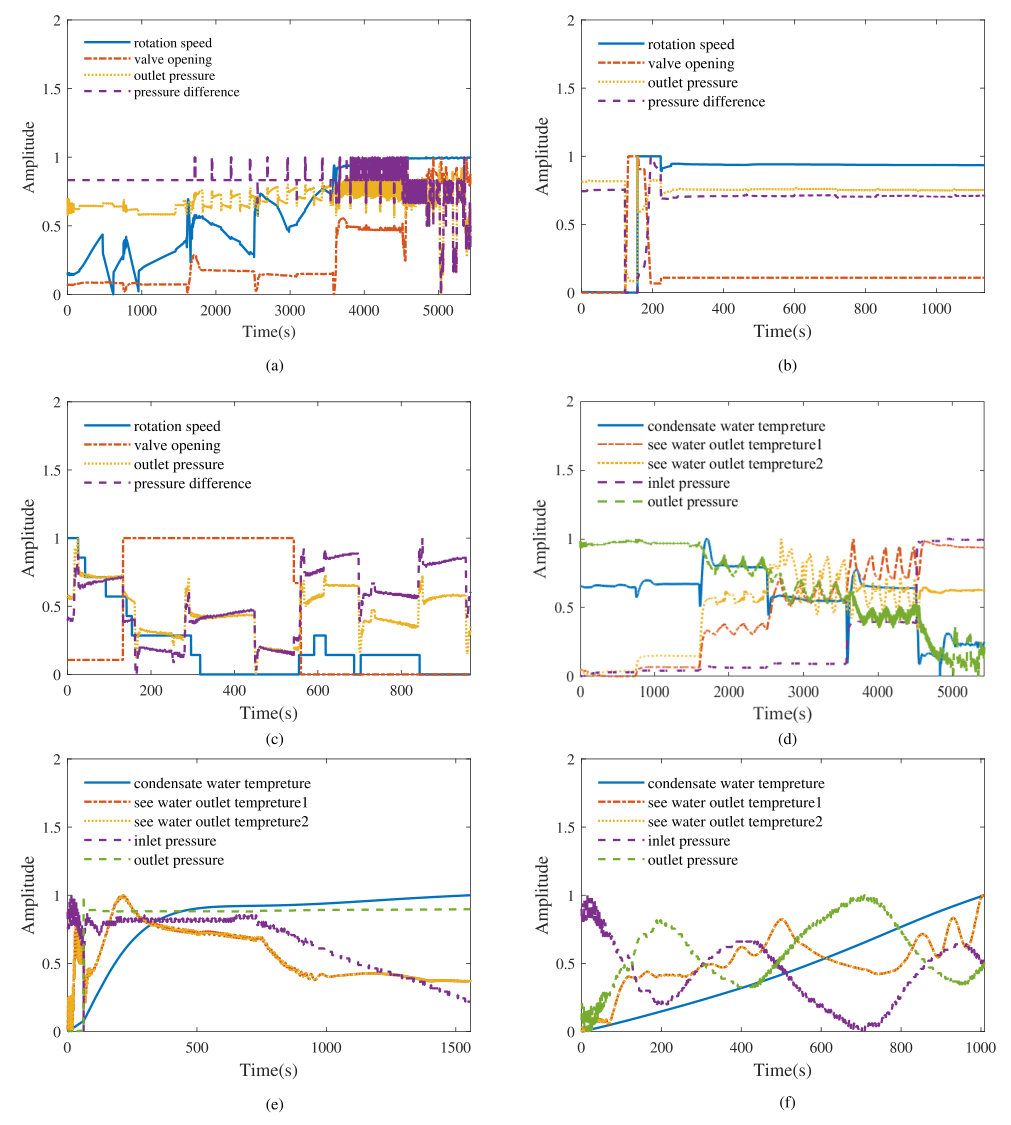 2
1.5
1
0.5
0
Amplitude
rotation speed
valve opening
outlet pressure
pressure difference
0 1000 2000 3000 4000 5000
Time(s)
(a)
2
1.5
1
0.5
0
Amplitude
rotation speed
valve opening
outlet pressure
pressure difference
0 200 400 600 800 1000
Time(s)
(b)
2
1.5
1
0.5
0
Amplitude
rotation speed
valve opening
outlet pressure
pressure difference
0 200 400 600 800
Time(s)
(c)
2
1.5
1
0.5
0
Amplitude
condensate water tempreture
see water outlet tempreture1
see water outlet tempreture2
inlet pressure
outlet pressure
0 1000 2000 3000 4000 5000
Time(s)
(d)
2
1.5
1
0.5
0
Amplitude
condensate water tempreture
see water outlet tempreture1
see water outlet tempreture2
inlet pressure
outlet pressure
0 500 1000 1500
Time(s)
(e)
2
1.5
1
0.5
0
Amplitude
condensate water tempreture
see water outlet tempreture1
see water outlet tempreture2
inlet pressure
outlet pressure
0 200 400 600 800 1000
Time(s)
(f)